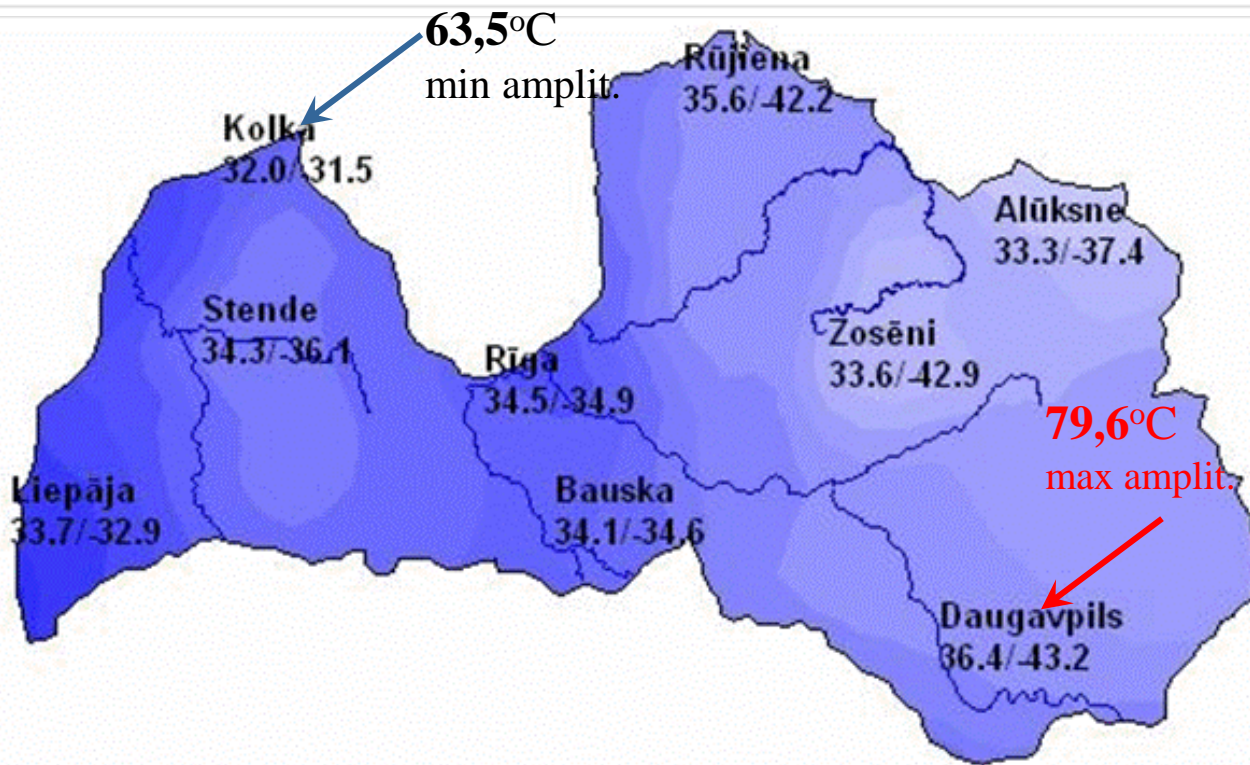 63,5°C
min amplit.
Rūjiena
35.6/-42.2
Kolka
32.0/-31.5
Alūksne
33.3/-37.4
Stende
34.3/-36.1
Zosēni
33.6/-42.9
Rīga
34.5/-34.9
79,6°C
max amplit.
Liepāja
33.7/-32.9
Bauska
34.1/-34.6
Daugavpils
36.4/-43.2